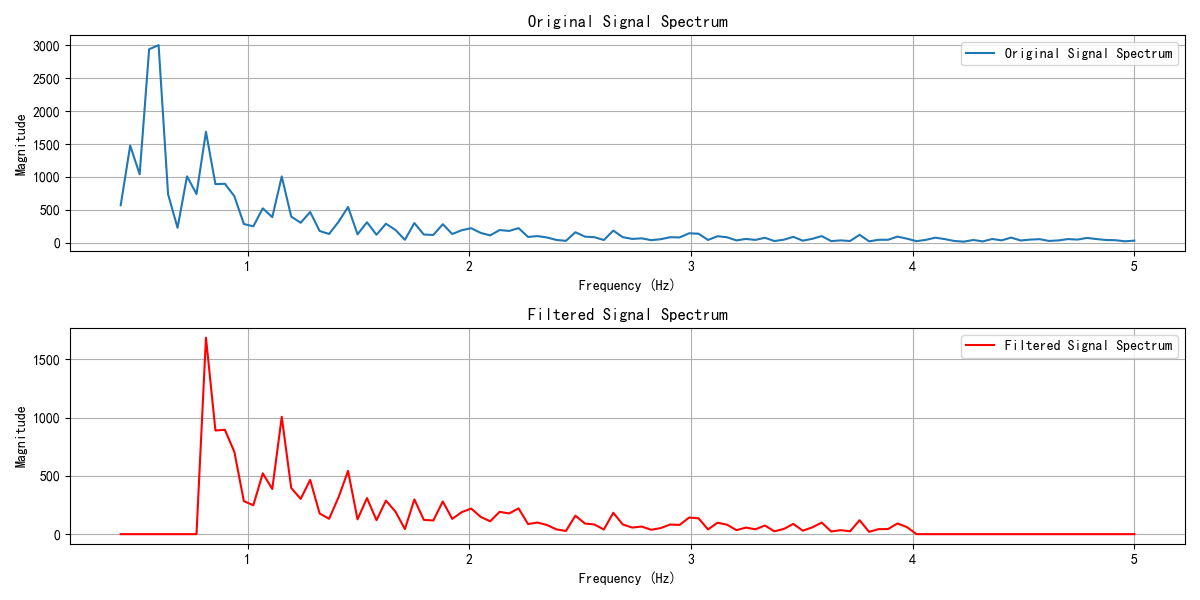 Original Signal Spectrum
Original Signal Spectrum
Magnitude
3000
2500
2000
1500
1000
500
0
1 2 3 4 5
Frequency (Hz)
Filtered Signal Spectrum
Filtered Signal Spectrum
Magnitude
1500
1000
500
0
1 2 3 4 5
Frequency (Hz)